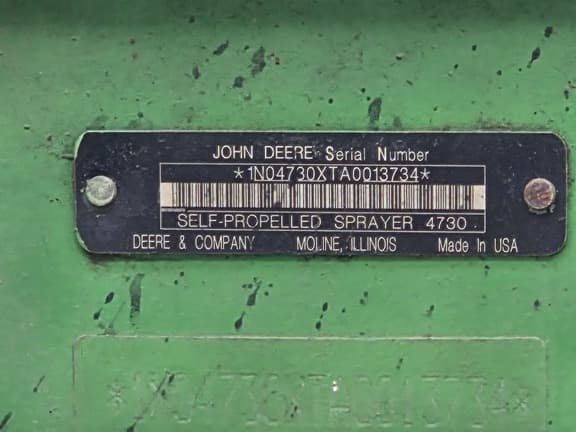 JOHN DEERE Serial Number
*1N04730XTA0013734*
SELF-PROPELLED SPRAYER 4730
DEERE & COMPANY MOLINE, ILLINOIS Made In USA